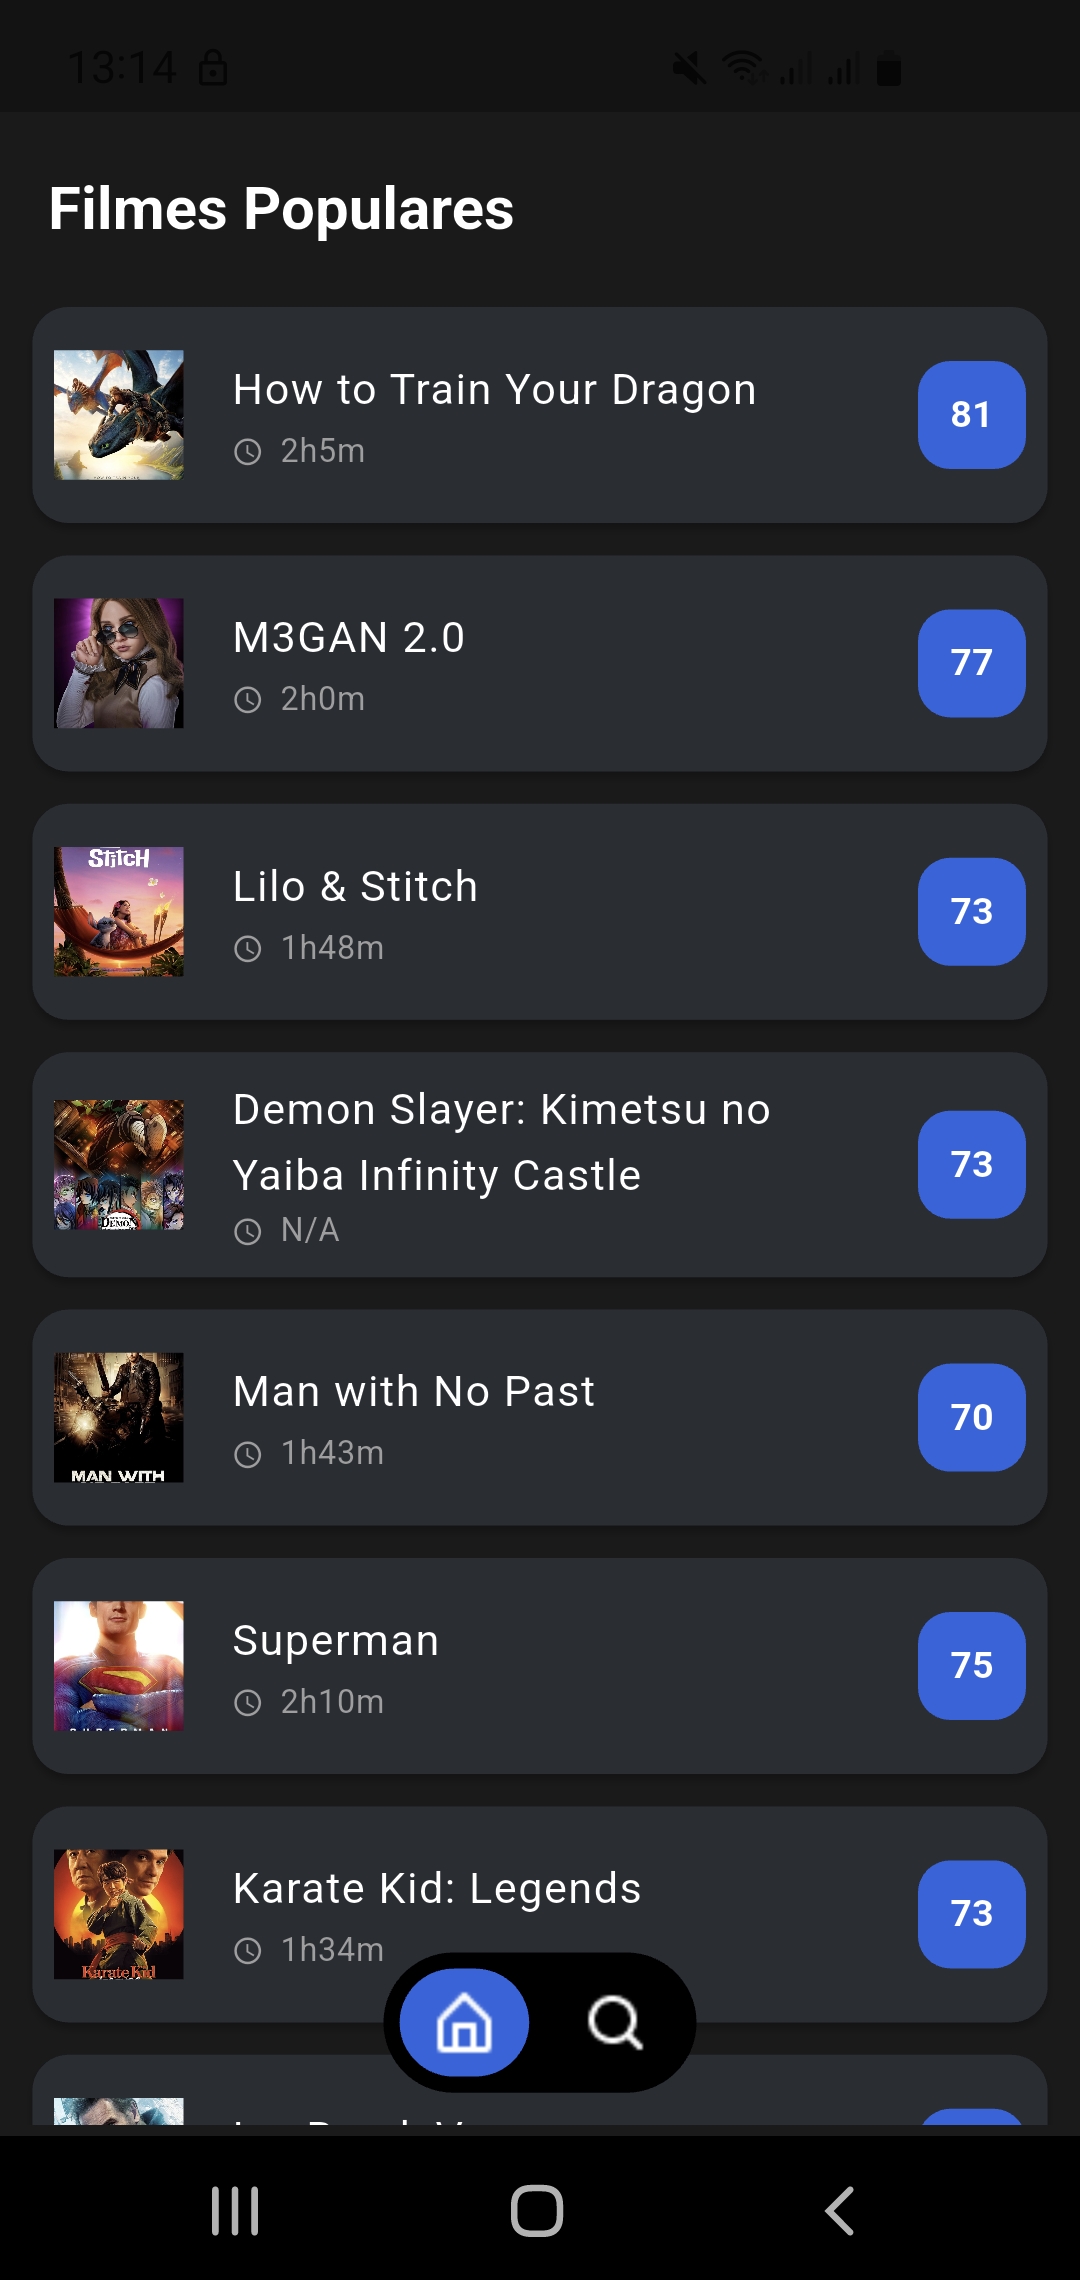 13:14
Filmes Populares
How to Train Your Dragon
2h5m
81
M3GAN 2.0
2h0m
77
STITCH
Lilo & Stitch
1h48m
73
Demon Slayer: Kimetsu no
Yaiba Infinity Castle
N/A
73
DEMON
Man with No Past
1h43m
70
MAN WITH
Superman
2h10m
75
SUPERMAN
Karate Kid: Legends
1h34m
73
Karate Kid